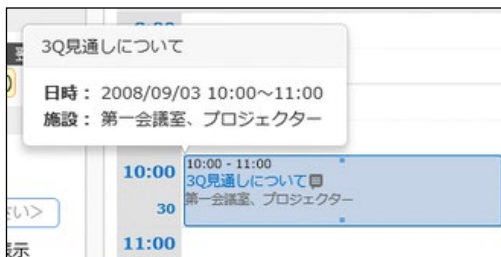 3Q見通しについて
日時： 2008/09/03 10:00～11:00
施設： 第一会議室、プロジェクター
10:00
10:00 - 11:00
3Q見通しについて
第一会議室、プロジェクター
30
さい>
11:00
示